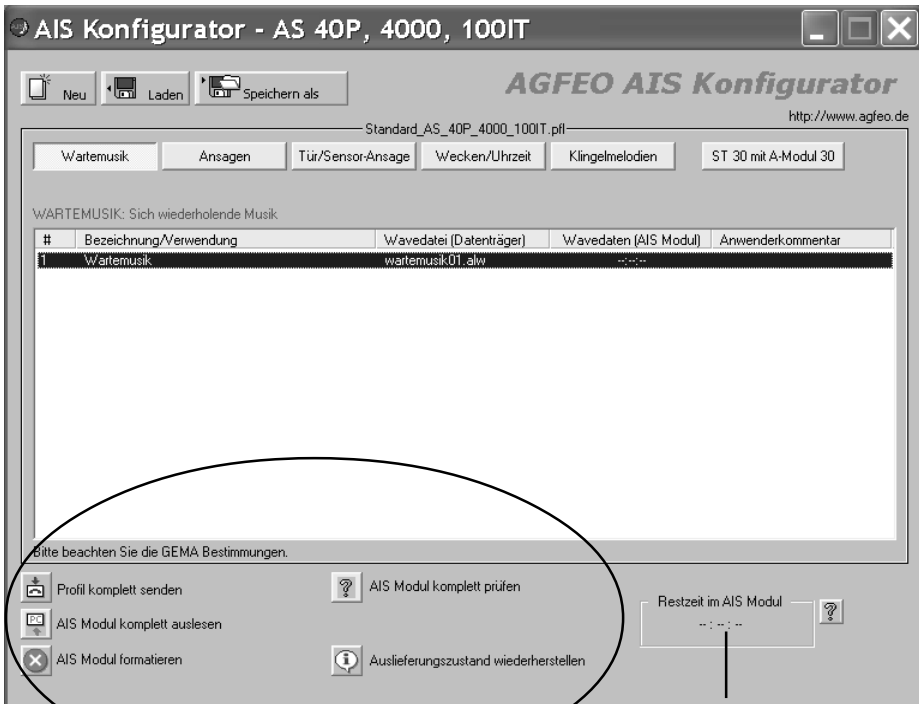 AIS Konfigurator - AS 40P, 4000, 100IT
Neu Laden Speichern als
AGFEO AIS Konfigurator
http://www.agfeo.de
Standard_AS_40P_4000_100IT.pfl
Wartemusik Ansagen Tür/Sensor-Ansage Wecken/Uhrzeit Klingelmelodien ST 30 mit A-Modul 30
WARTEMUSIK: Sich wiederholende Musik
# Bezeichnung/Verwendung Wavedatei (Datenträger) Wavedaten (AIS Modul) Anwenderkommentar
1 Wartemusik wartemusik01.alw --:--:--
Bitte beachten Sie die GEMA Bestimmungen.
Profil komplett senden ? AIS Modul komplett prüfen
PC AIS Modul komplett auslesen
AIS Modul formatieren i Auslieferungszustand wiederherstellen
Restzeit im AIS Modul
-- : -- : -- ?